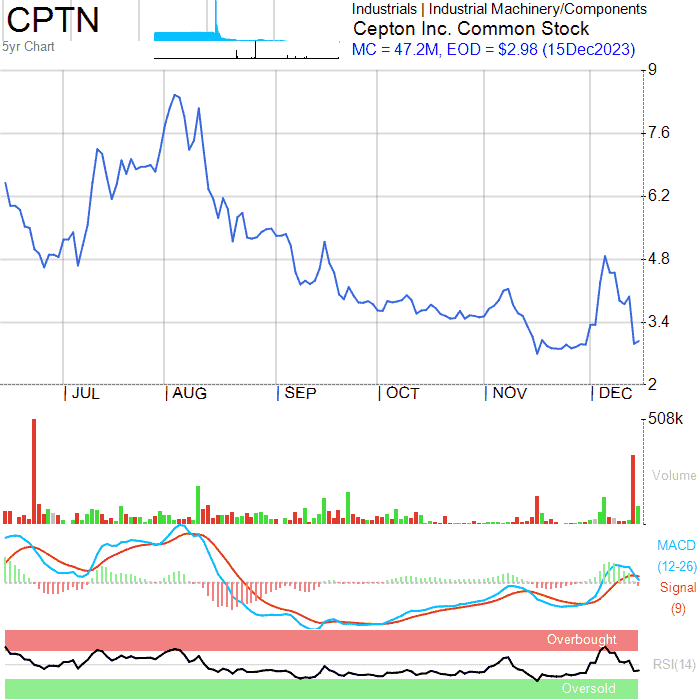 CPTN
5yr Chart
Industrials | Industrial Machinery/Components
Cepton Inc. Common Stock
MC = 47.2M, EOD = $2.98 (15Dec2023)
9
7.6
6.2
4.8
3.4
2
JUL AUG SEP OCT NOV DEC
508k
Volume
MACD
(12-26)
Signal
(9)
Overbought
RSI(14)
Oversold